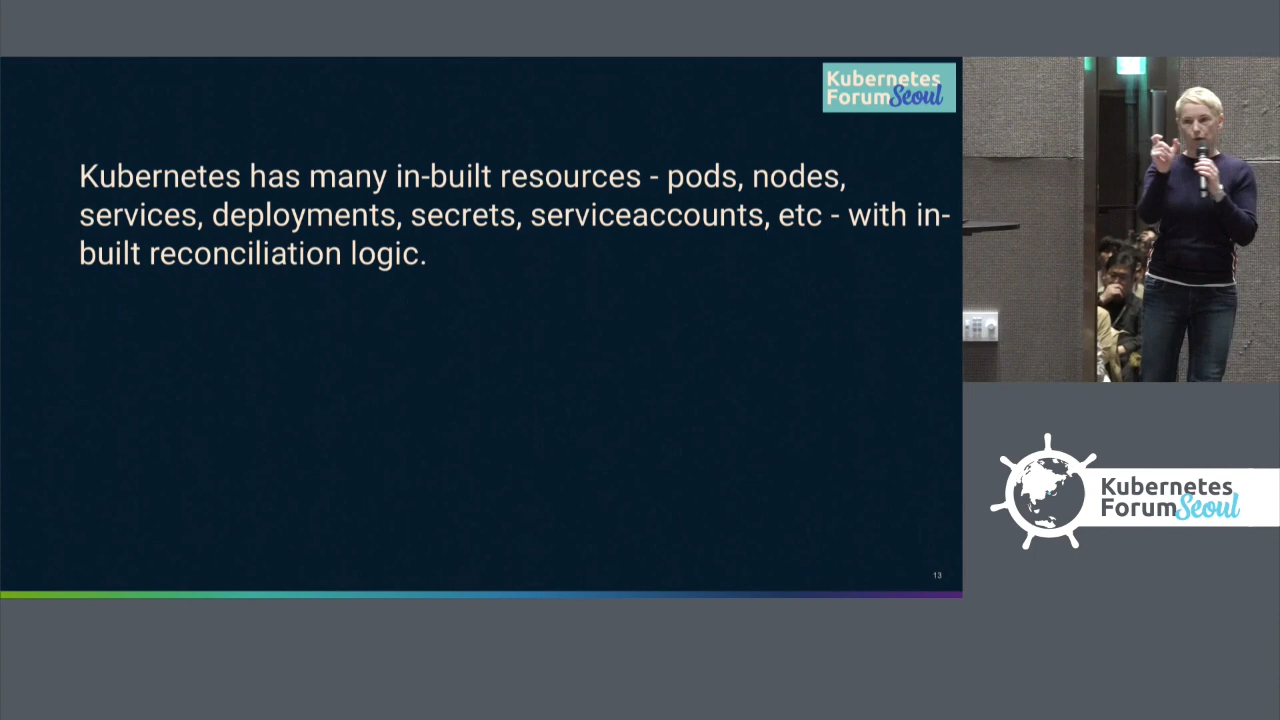 Kubernetes
Forum Seoul
Kubernetes has many in-built resources - pods, nodes,
services, deployments, secrets, serviceaccounts, etc - with in-
built reconciliation logic.
13
Kubernetes
Forum Seoul